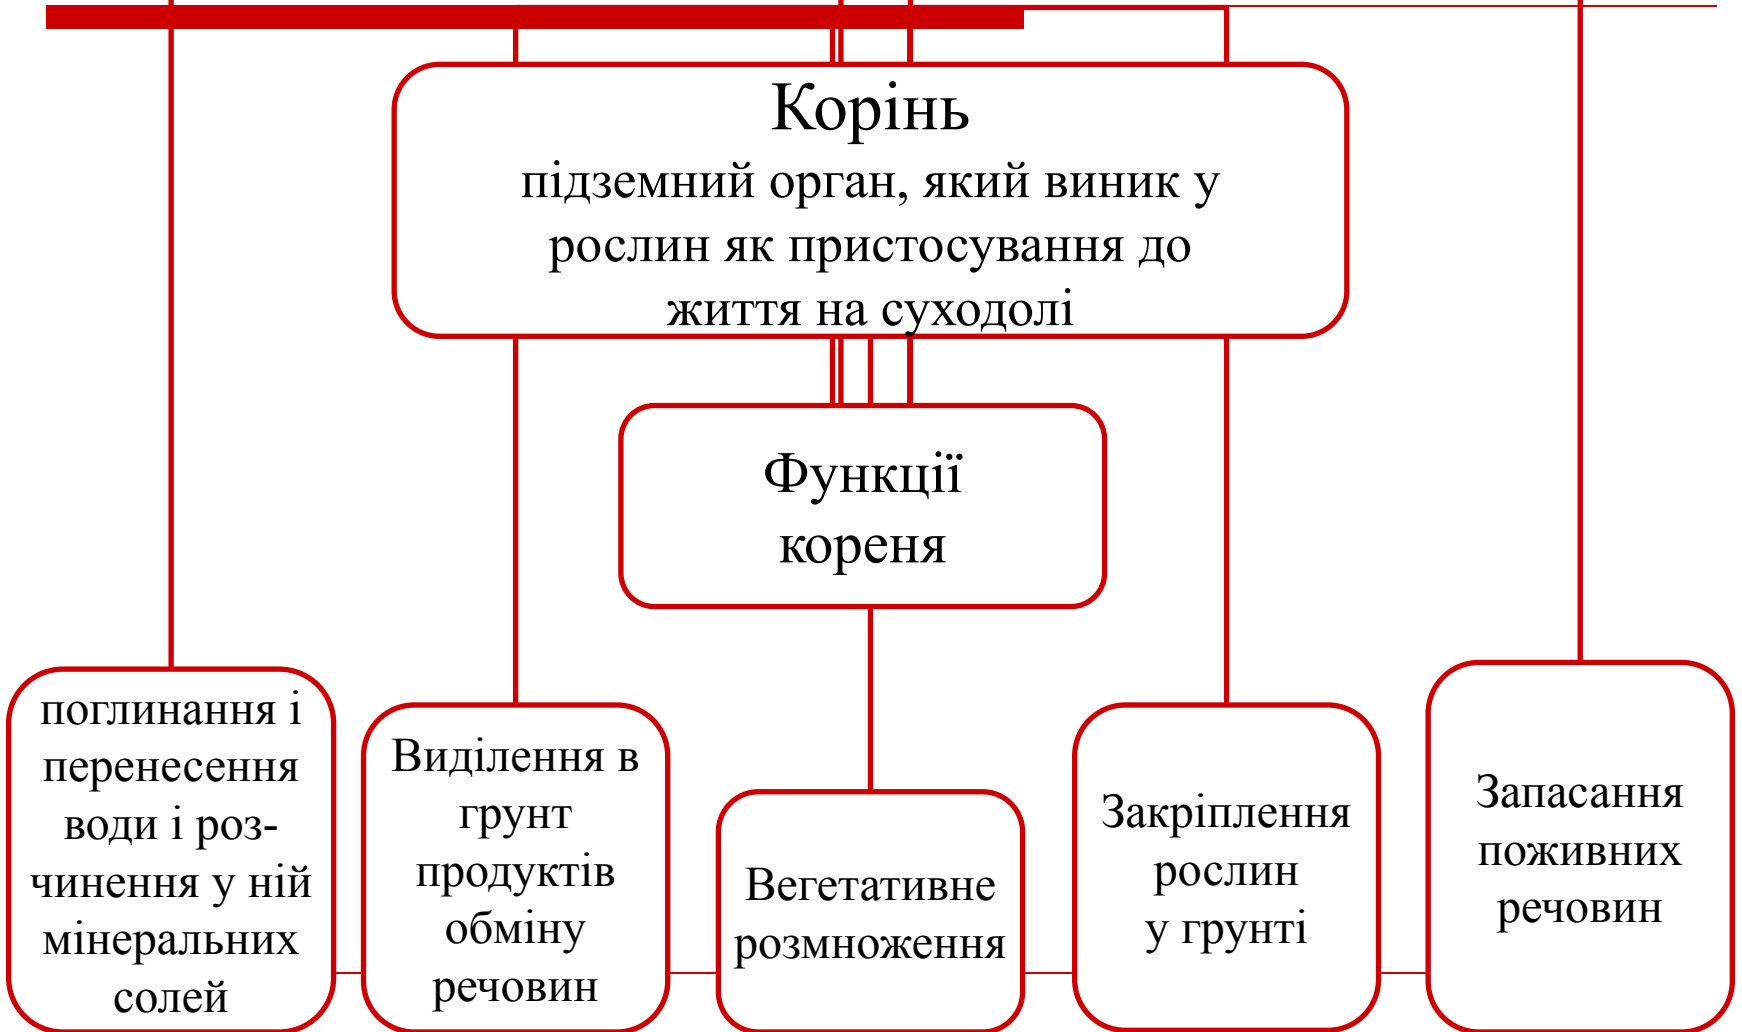 Корінь
підземний орган, який виник у
рослин як пристосування до
життя на суходолі
Функції
кореня
поглинання і
перенесення
води і роз-
чинення у ній
мінеральних
солей
Виділення в
грунт
продуктів
обміну
речовин
Вегетативне
розмноження
Закріплення
рослин
у грунті
Запасання
поживних
речовин